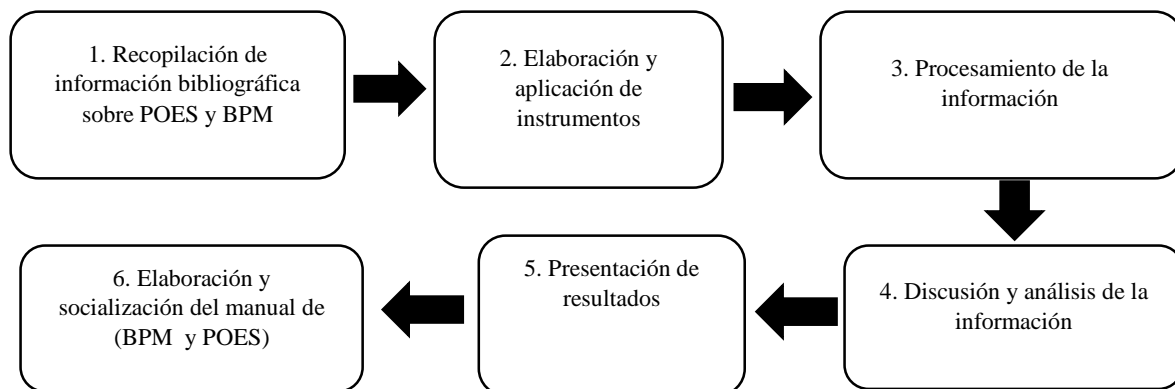 1. Recopilación de
información bibliográfica
sobre POES y BPM
2. Elaboración y
aplicación de
instrumentos
3. Procesamiento de la
información
4. Discusión y análisis de la
información
5. Presentación de
resultados
6. Elaboración y
socialización del manual de
(BPM y POES)